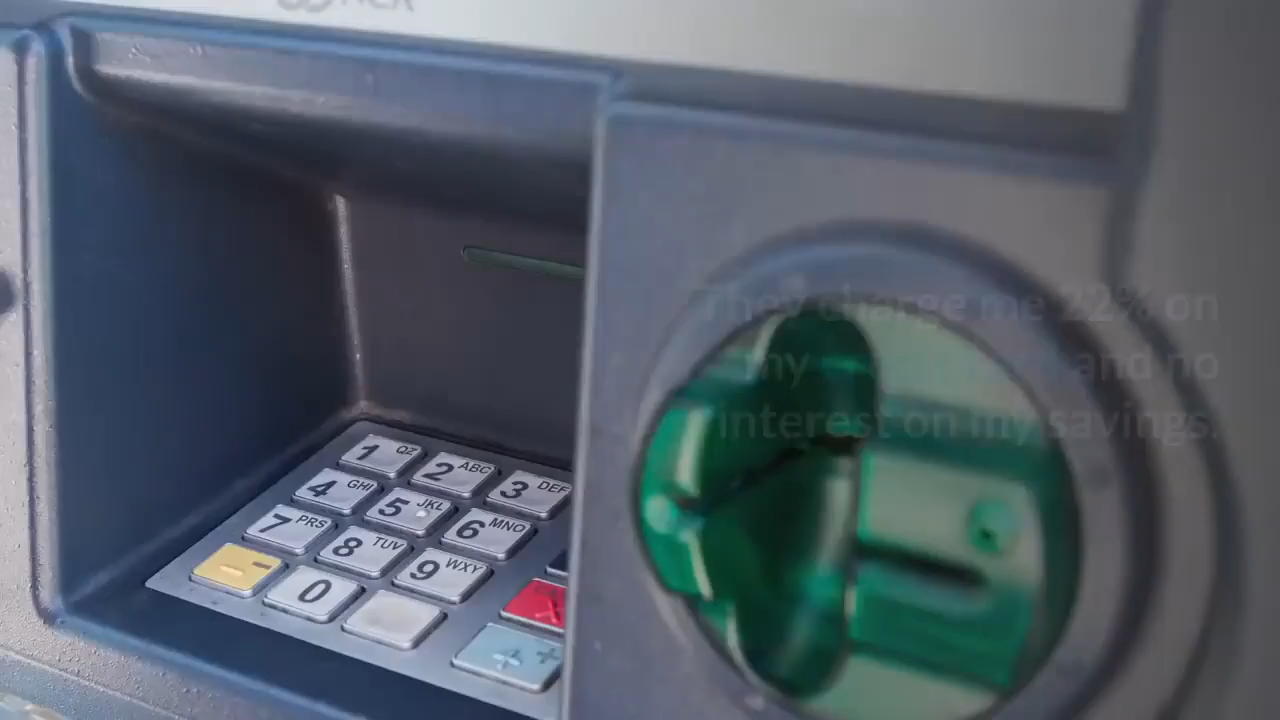 They charge me 22% on
my and no
interest on my savings.
1 QZ 2 ABC 3 DEF
4 GHI 5 JKL 6 MNO
7 PRS 8 TUV 9 WXY
0